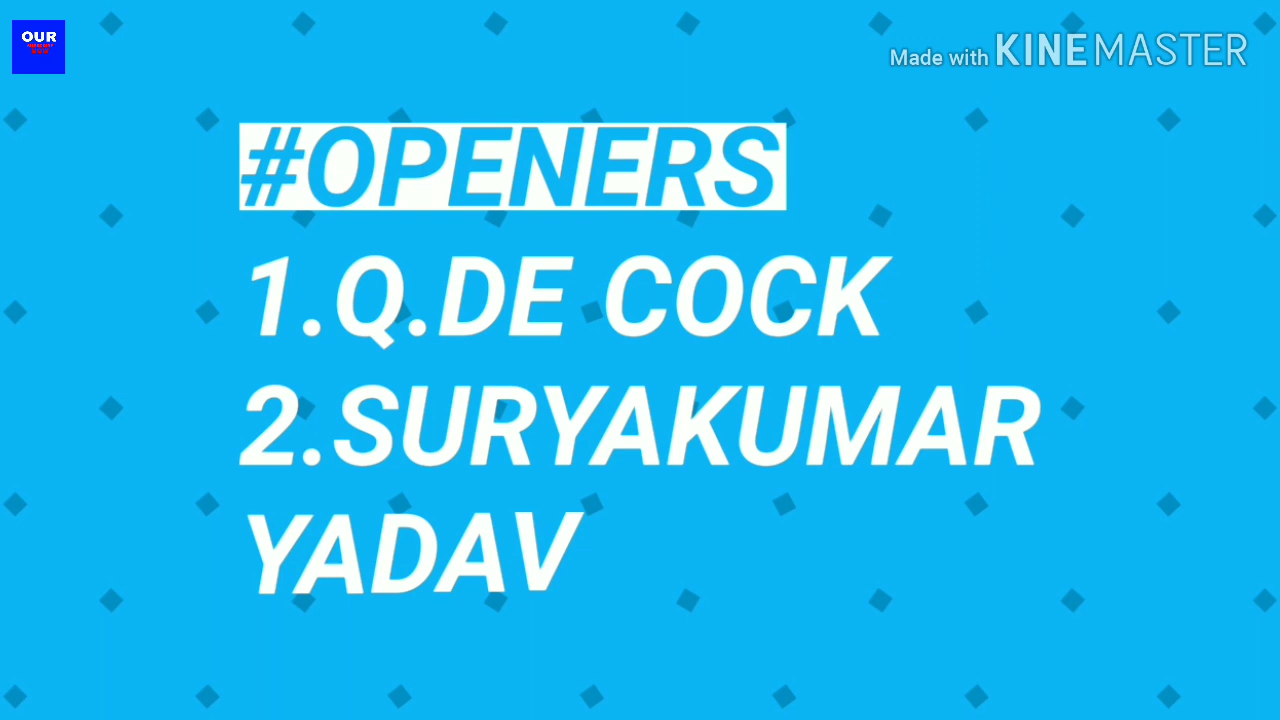 OUR
Made with KINEMASTER
#OPENERS
1.Q.DE COCK
2.SURYAKUMAR
YADAV